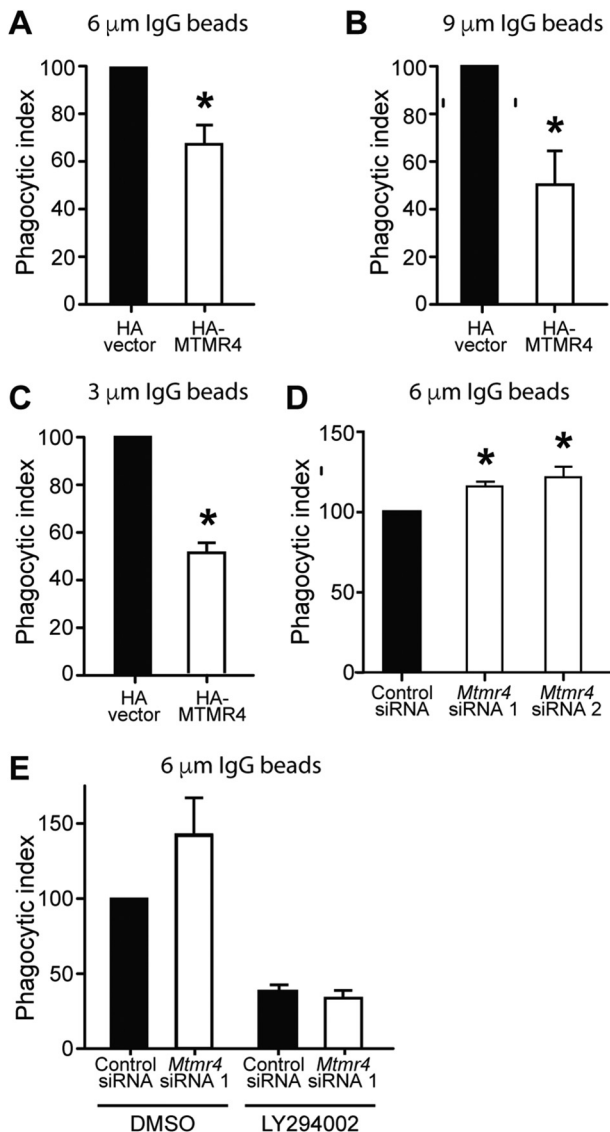 A
6 μm IgG beads
Phagocytic index
100
80
60
40
20
0
*
HA
vector
HA-
MTMR4
B
9 μm IgG beads
Phagocytic index
100
80
60
40
20
0
*
HA
vector
HA-
MTMR4
C
3 μm IgG beads
Phagocytic index
100
80
60
40
20
0
*
HA
vector
HA-
MTMR4
D
6 μm IgG beads
Phagocytic index
150
100
50
0
*
*
Control
siRNA
Mtmr4
siRNA 1
Mtmr4
siRNA 2
E
6 μm IgG beads
Phagocytic index
150
100
50
0
Control
siRNA
Mtmr4
siRNA 1
Control
siRNA
Mtmr4
siRNA 1
DMSO
LY294002